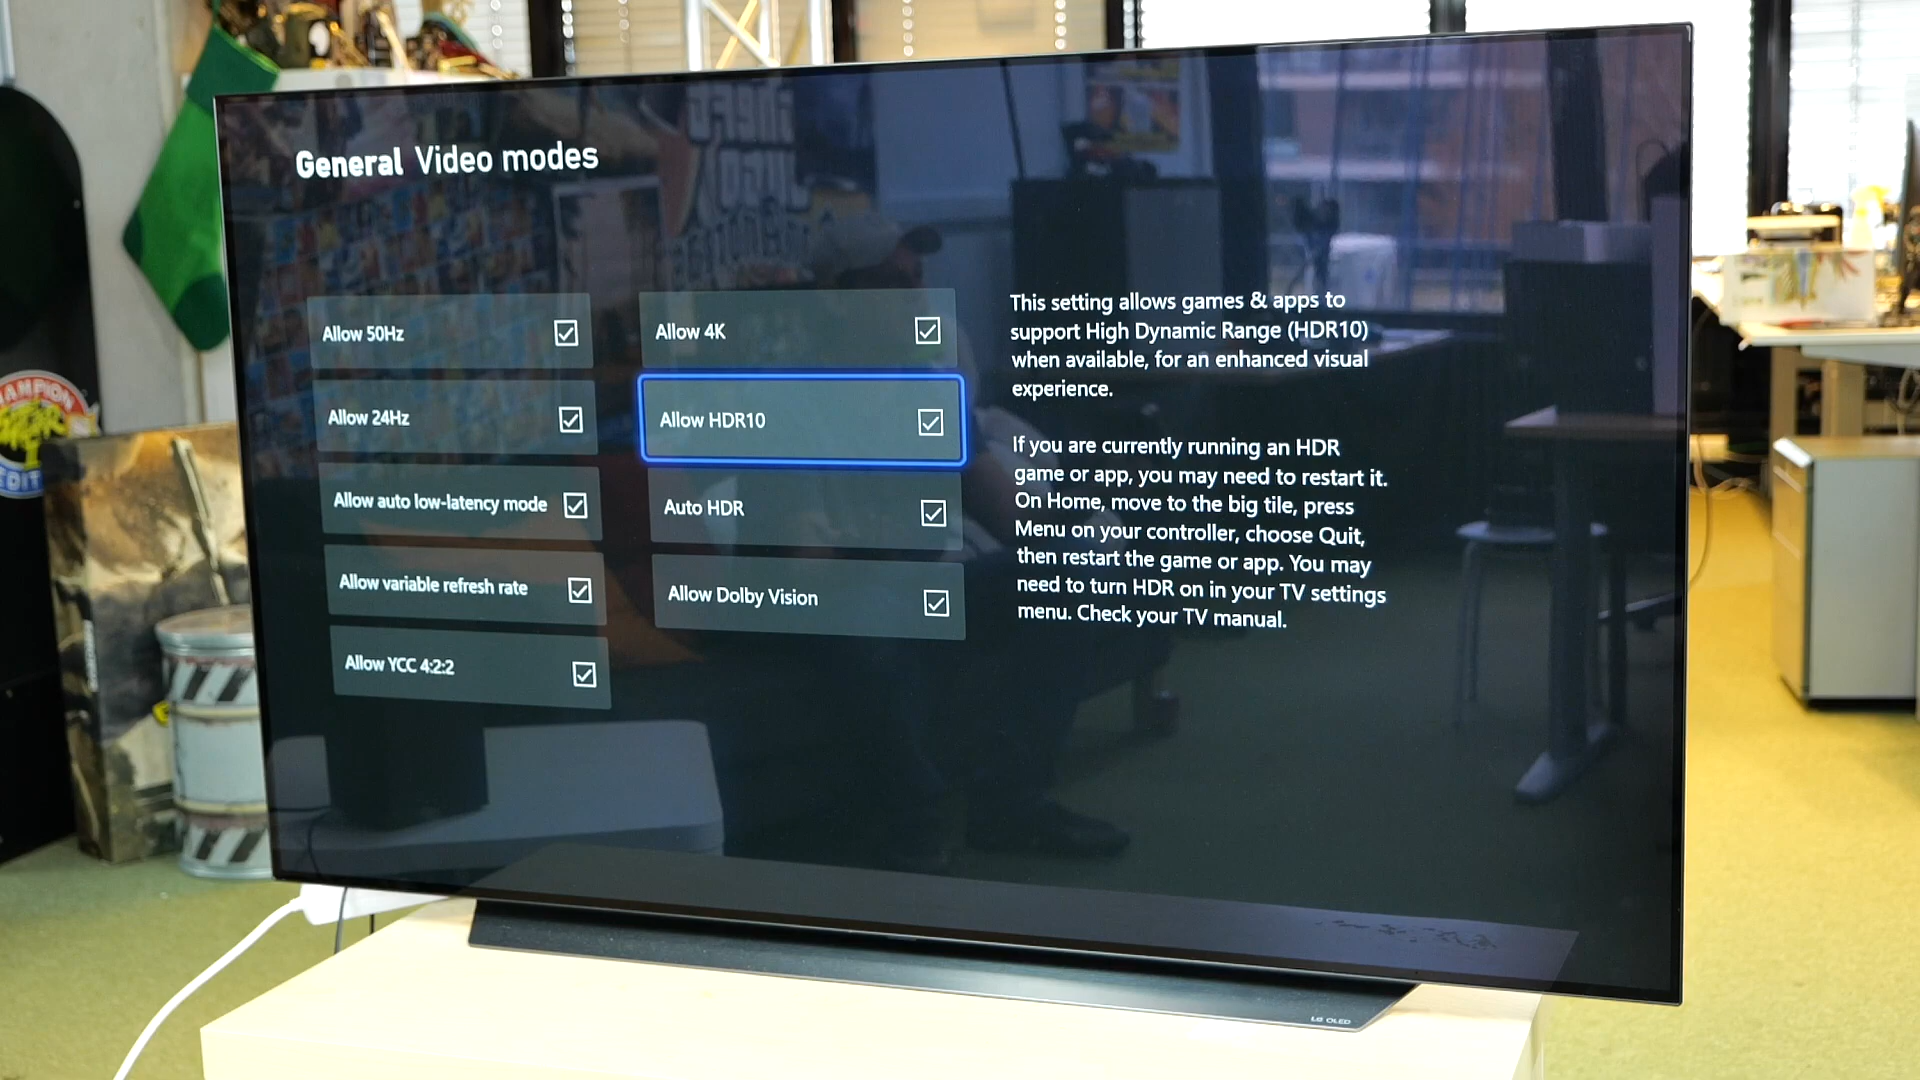 General Video modes
Allow 50Hz
Allow 24Hz
Allow auto low-latency mode
Allow variable refresh rate
Allow YCC 4:2:2
Allow 4K
Allow HDR10
Auto HDR
Allow Dolby Vision
This setting allows games & apps to
support High Dynamic Range (HDR10)
when available, for an enhanced visual
experience.
If you are currently running an HDR
game or app, you may need to restart it.
On Home, move to the big tile, press
Menu on your controller, choose Quit,
then restart the game or app. You may
need to turn HDR on in your TV settings
menu. Check your TV manual.
LG OLED